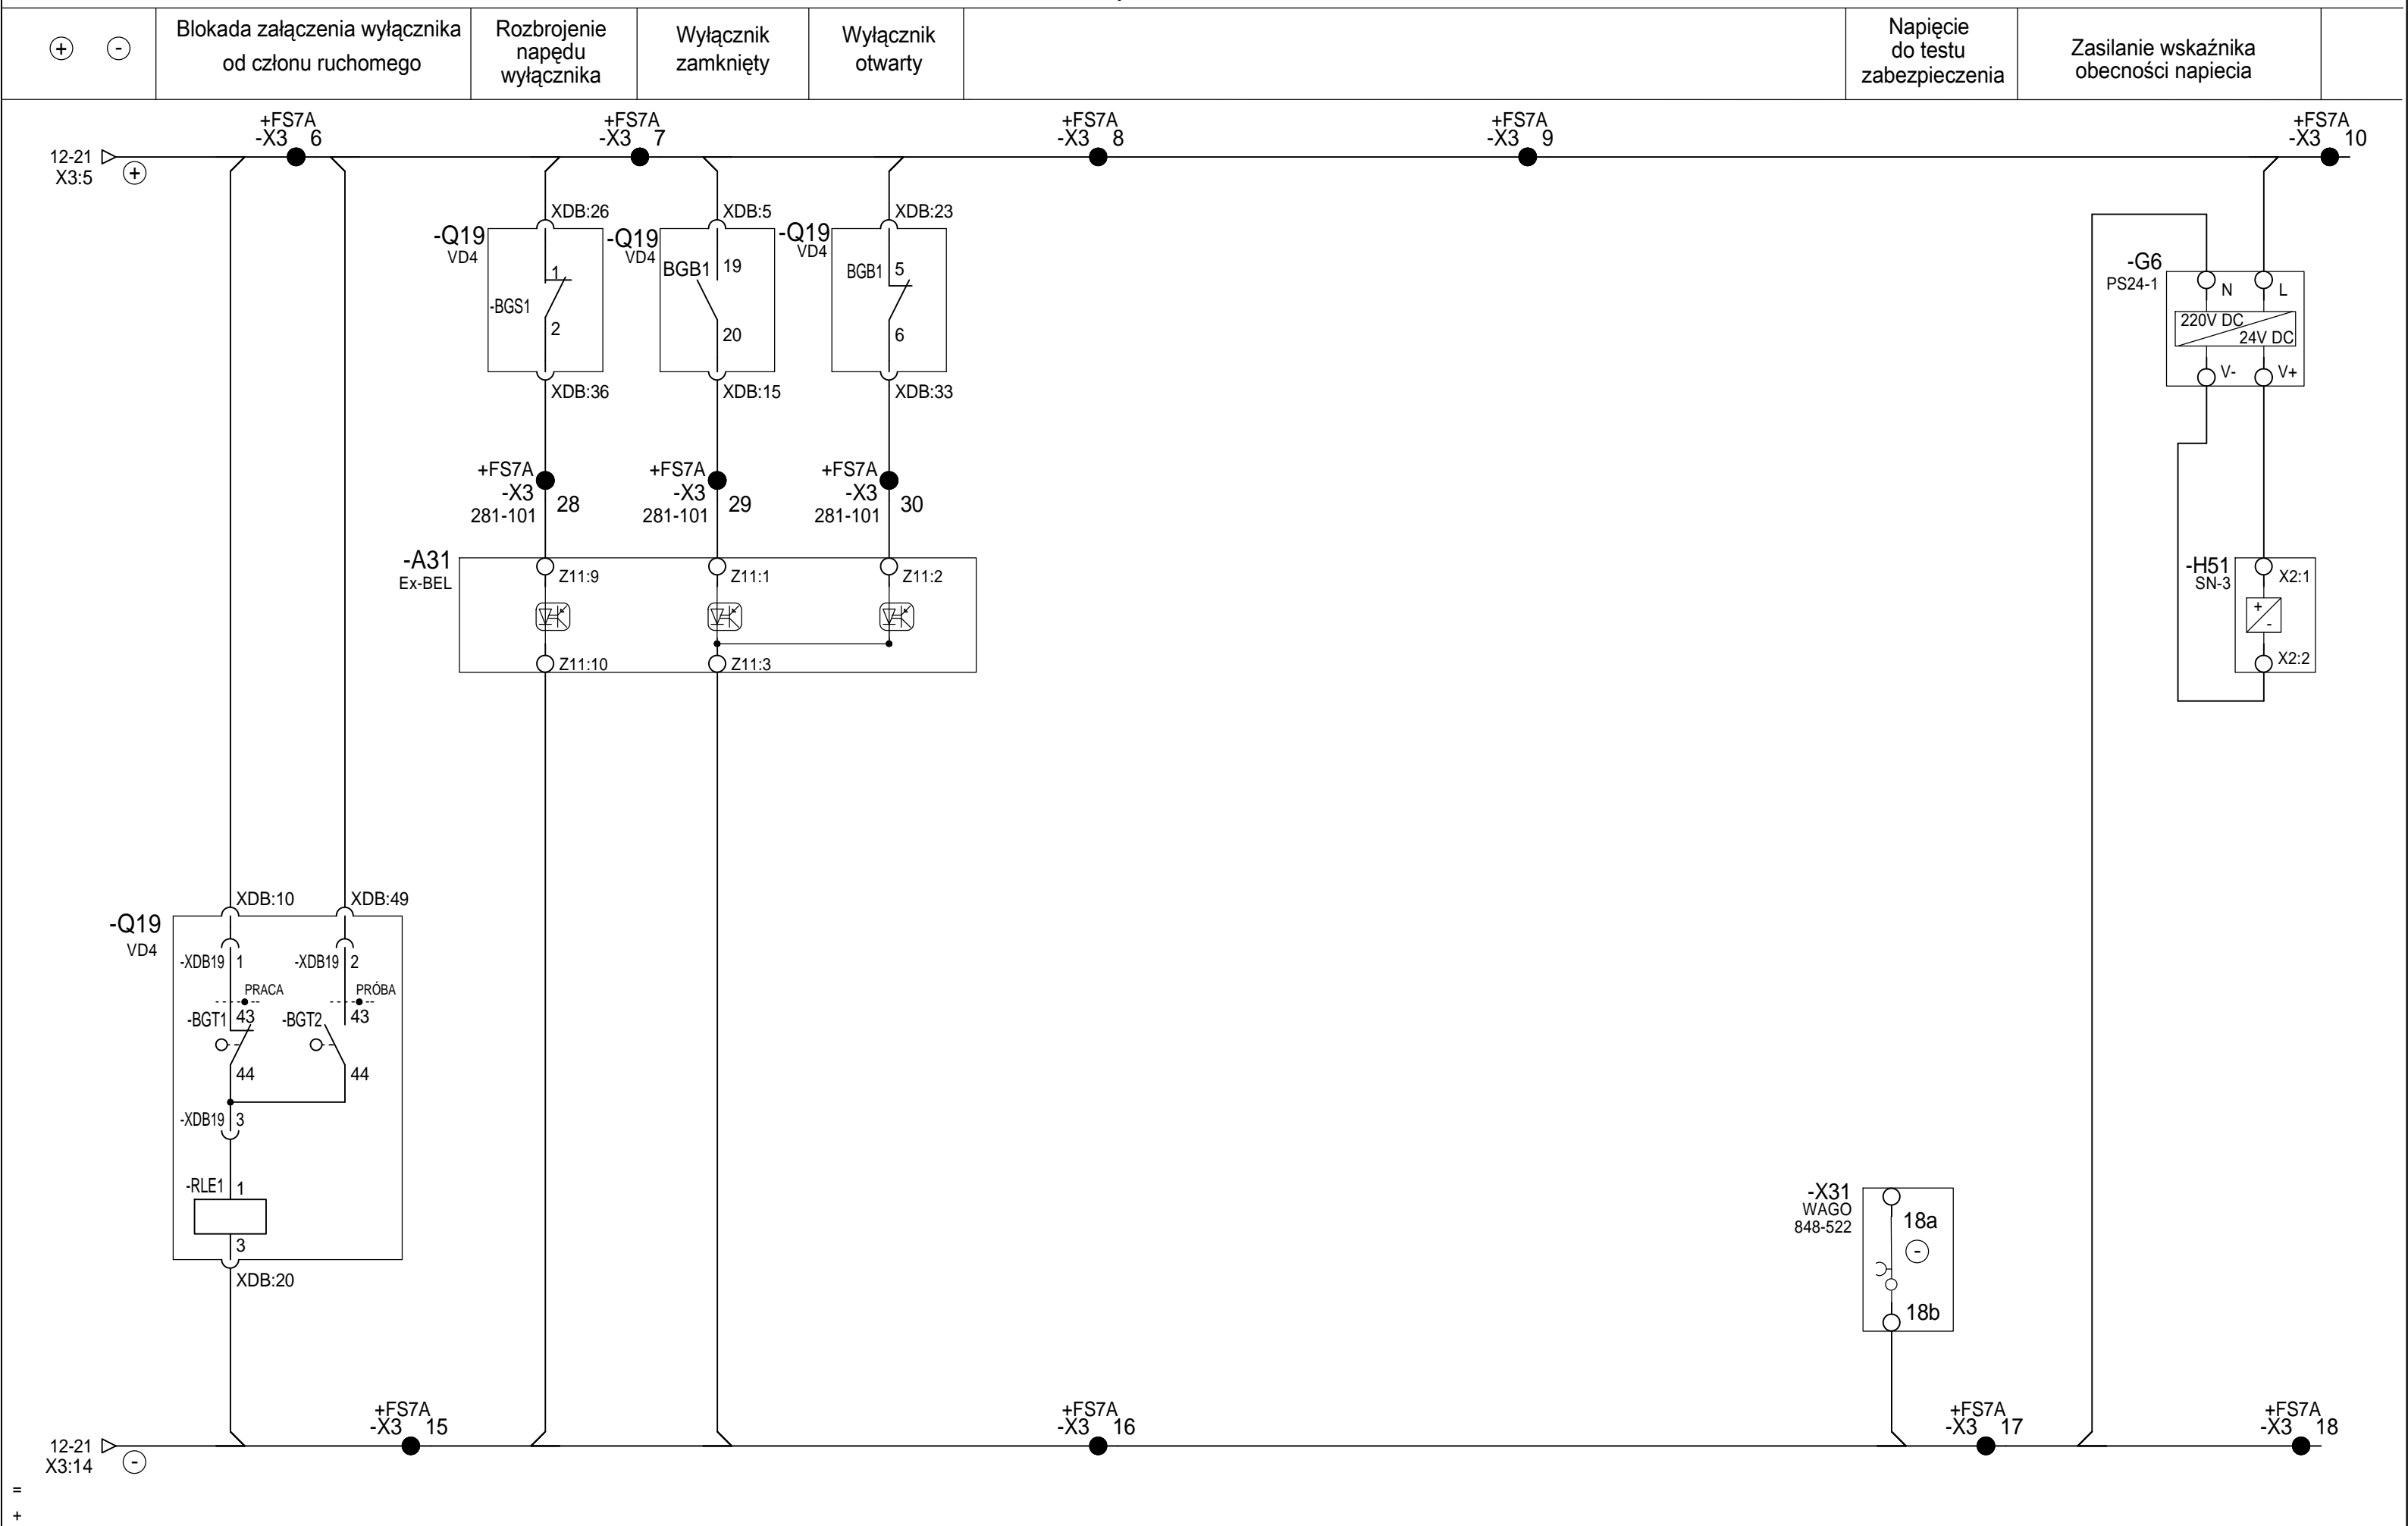 + -
Blokada załączenia wyłącznika
od członu ruchomego
Rozbrojenie
napędu
wyłącznika
Wyłącznik
zamknięty
Wyłącznik
otwarty
Napięcie
do testu
zabezpieczenia
Zasilanie wskaźnika
obecności napiecia
+FS7A
-X3 6
+FS7A
-X3 7
+FS7A
-X3 8
+FS7A
-X3 9
+FS7A
-X3 10
12-21
X3:5
+
XDB:26
-Q19
VD4
1
-BGS1
2
XDB:36
XDB:5
-Q19
VD4
BGB1 19
20
XDB:15
XDB:23
-Q19
VD4
BGB1 5
6
XDB:33
-G6
PS24-1
N L
220V DC
24V DC
V- V+
+FS7A
-X3
281-101
28
+FS7A
-X3
281-101
29
+FS7A
-X3
281-101
30
-A31
Ex-BEL
Z11:9
Z11:1
Z11:2
Z11:10
Z11:3
-H51
SN-3
X2:1
+
-
X2:2
XDB:10
XDB:49
-Q19
VD4
-XDB19 1
-XDB19 2
PRACA
PRÓBA
-BGT1 43
-BGT2 43
44
44
-XDB19 3
-RLE1 1
3
XDB:20
-X31
WAGO
848-522
18a
-
18b
+FS7A
-X3 15
+FS7A
-X3 16
+FS7A
-X3 17
+FS7A
-X3 18
12-21
X3:14
-
=
+